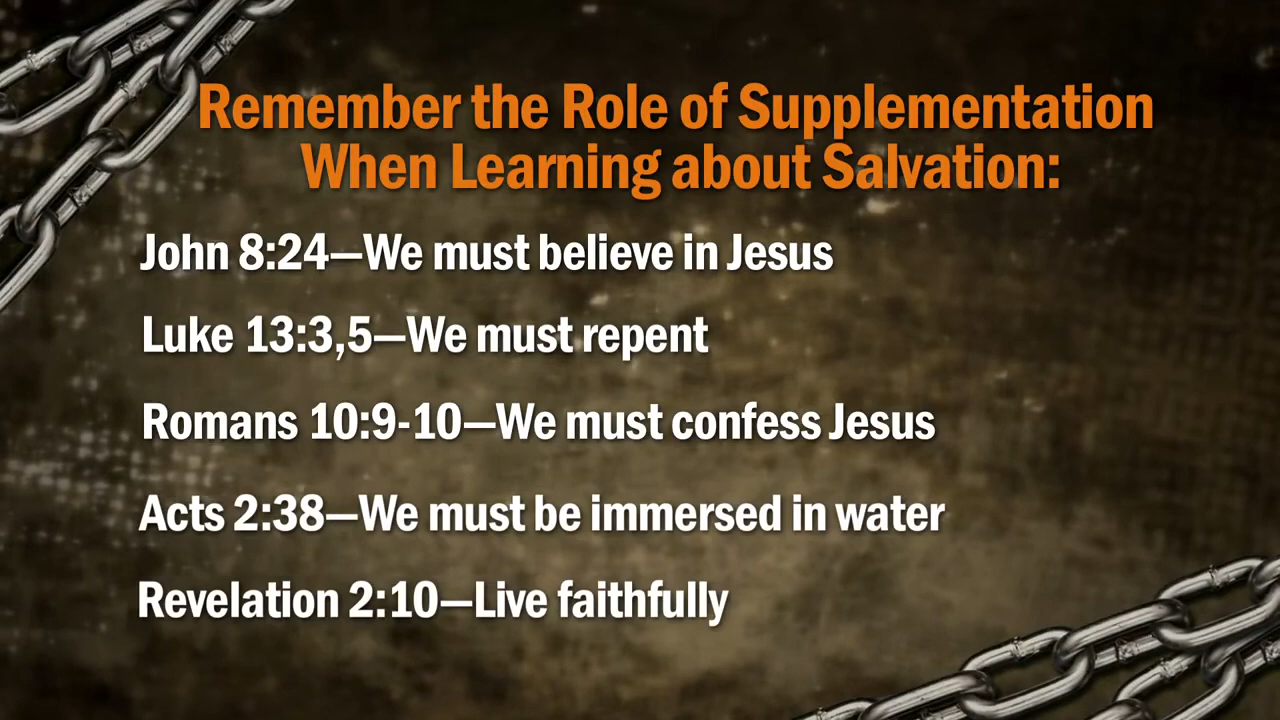 Remember the Role of Supplementation
When Learning about Salvation:
John 8:24—We must believe in Jesus
Luke 13:3,5—We must repent
Romans 10:9-10—We must confess Jesus
Acts 2:38—We must be immersed in water
Revelation 2:10—Live faithfully